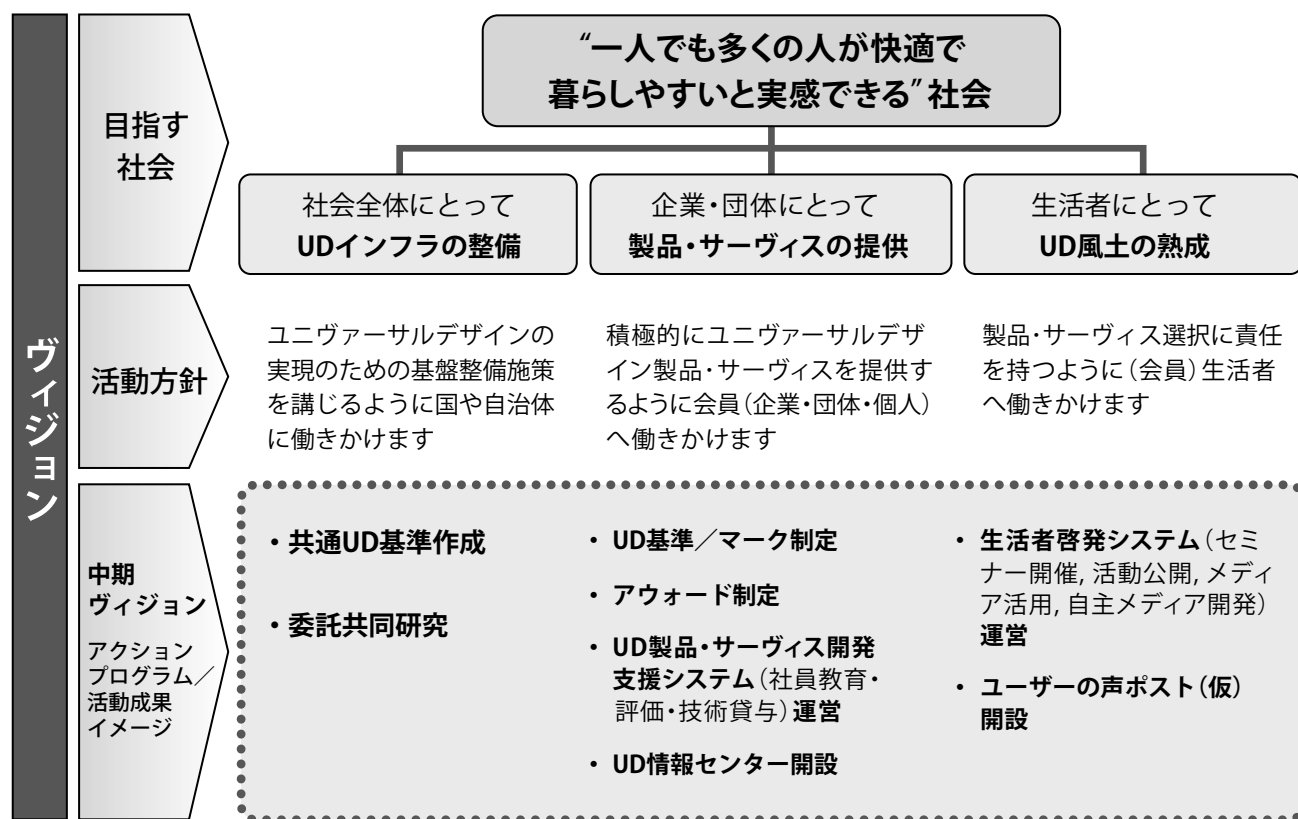 ヴィジョン
目指す
社会
“一人でも多くの人が快適で
暮らしやすいと実感できる”社会
社会全体にとって
UDインフラの整備
企業・団体にとって
製品・サーヴィスの提供
生活者にとって
UD風土の熟成
活動方針
ユニヴァーサルデザインの
実現のための基盤整備施策
を講じるように国や自治体
に働きかけます
積極的にユニヴァーサルデザ
イン製品・サーヴィスを提供す
るように会員（企業・団体・個人）
へ働きかけます
製品・サーヴィス選択に責任
を持つように（会員）生活者
へ働きかけます
中期
ヴィジョン
アクション
プログラム／
活動成果
イメージ
・共通UD基準作成
・委託共同研究
・UD基準／マーク制定
・アウォード制定
・UD製品・サーヴィス開発
支援システム（社員教育・
評価・技術貸与）運営
・UD情報センター開設
・生活者啓発システム（セミ
ナー開催, 活動公開, メディ
ア活用, 自主メディア開発）
運営
・ユーザーの声ポスト（仮）
開設